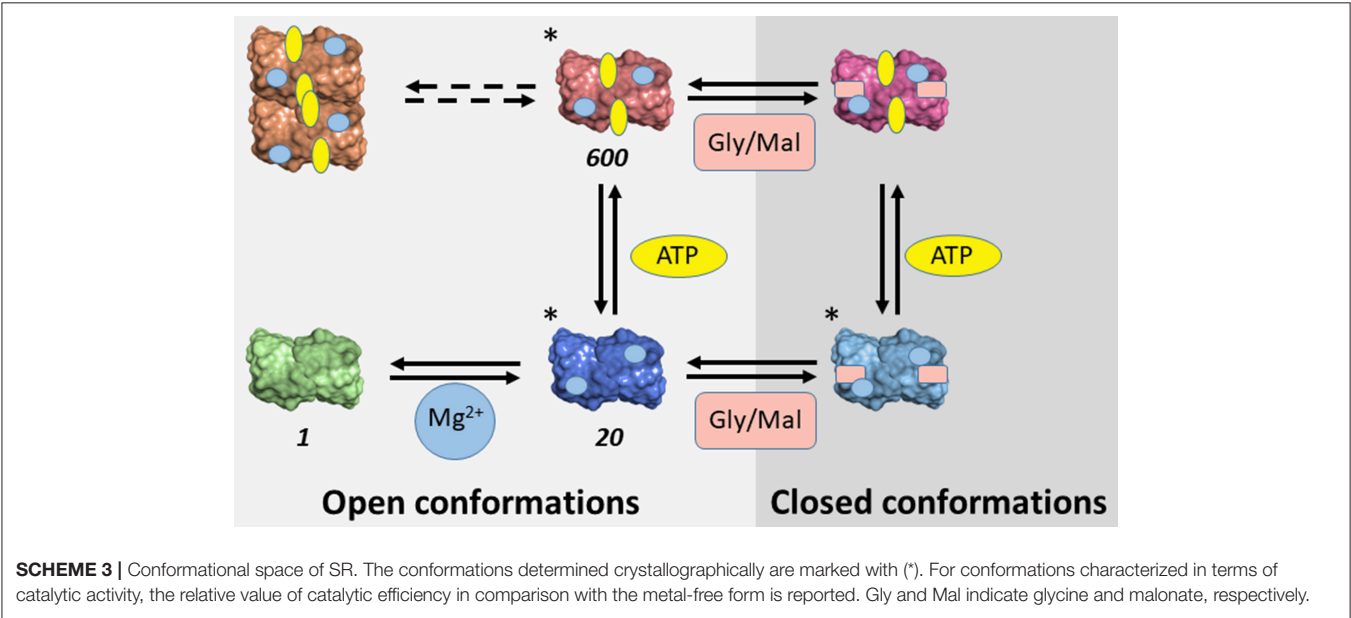 *
600
Gly/Mal
ATP
ATP
*
*
Mg²⁺
Gly/Mal
1
20
Open conformations
Closed conformations
SCHEME 3 | Conformational space of SR. The conformations determined crystallographically are marked with (*). For conformations characterized in terms of
catalytic activity, the relative value of catalytic efficiency in comparison with the metal-free form is reported. Gly and Mal indicate glycine and malonate, respectively.